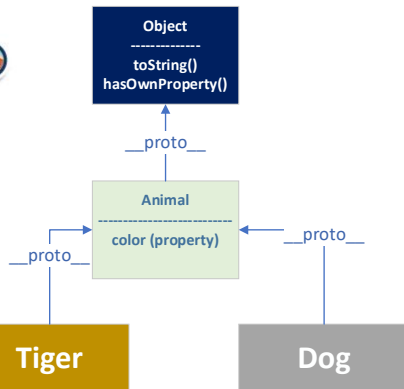 Object
--------------
toString()
hasOwnProperty()
__proto__
Animal
---------------------------
color (property)
__proto__
__proto__
Tiger
Dog